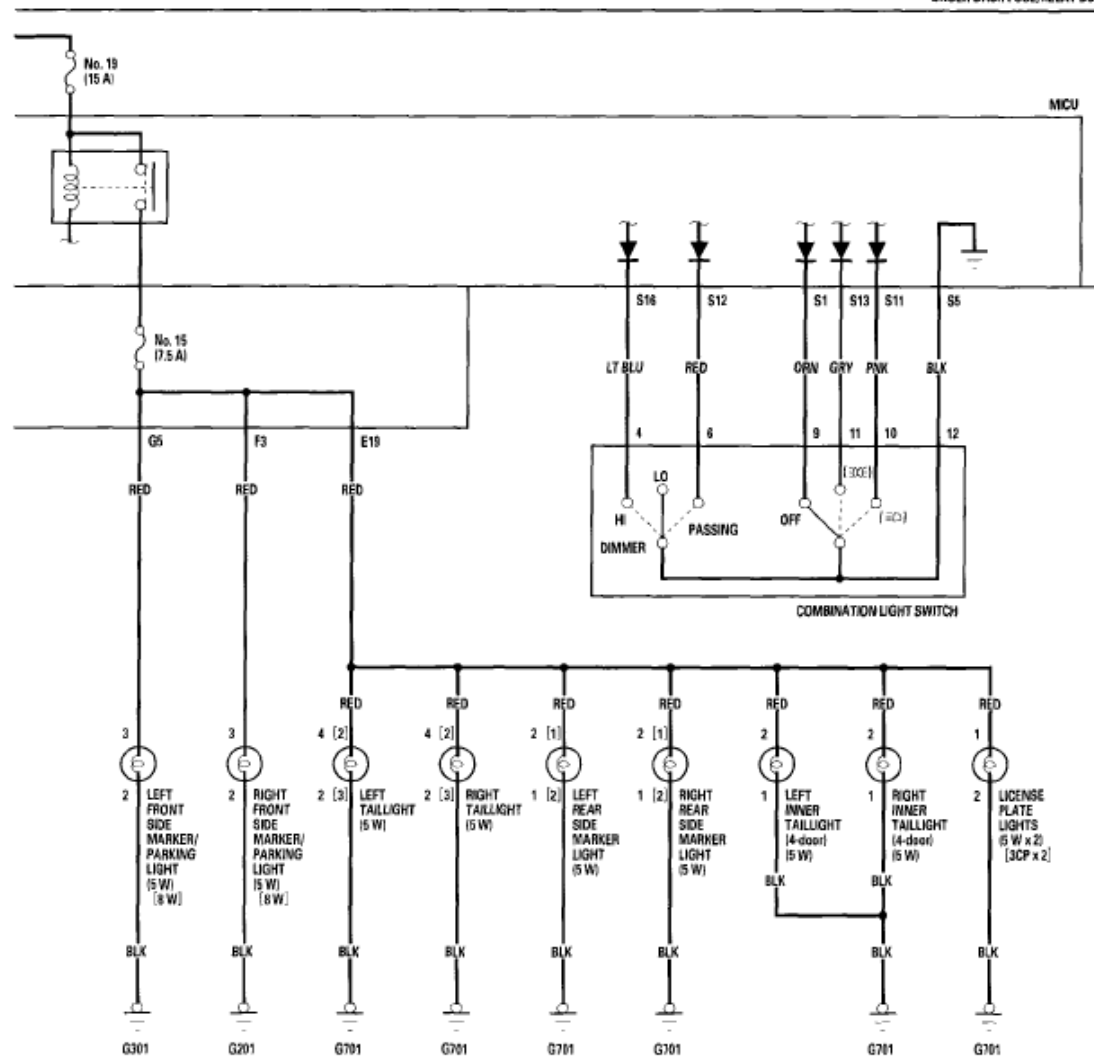 No. 19
(15 A)
MICU
S16
S12
S1
S13
S11
S5
No. 15
(7.5 A)
LT BLU
RED
ORN
GRY
PNK
BLK
G5
F3
E19
4
6
9
11
10
12
RED
RED
RED
LO
HI
PASSING
OFF
DIMMER
COMBINATION LIGHT SWITCH
RED
RED
RED
RED
RED
RED
RED
3
3
4 [2]
4 [2]
2 [1]
2 [1]
2
2
1
2 LEFT
FRONT
SIDE
MARKER/
PARKING
LIGHT
(5 W)
[8 W]
2 RIGHT
FRONT
SIDE
MARKER/
PARKING
LIGHT
(5 W)
[8 W]
2 [3] LEFT
TAILLIGHT
(5 W)
2 [3] RIGHT
TAILLIGHT
(5 W)
1 [2] LEFT
REAR
SIDE
MARKER
LIGHT
(5 W)
1 [2] RIGHT
REAR
SIDE
MARKER
LIGHT
(5 W)
1 LEFT
INNER
TAILLIGHT
(4-door)
(5 W)
1 RIGHT
INNER
TAILLIGHT
(4-door)
(5 W)
2 LICENSE
PLATE
LIGHTS
(5 W x 2)
[3CP x 2]
BLK
BLK
BLK
BLK
BLK
BLK
BLK
BLK
BLK
BLK
G301
G201
G701
G701
G701
G701
G701
G701